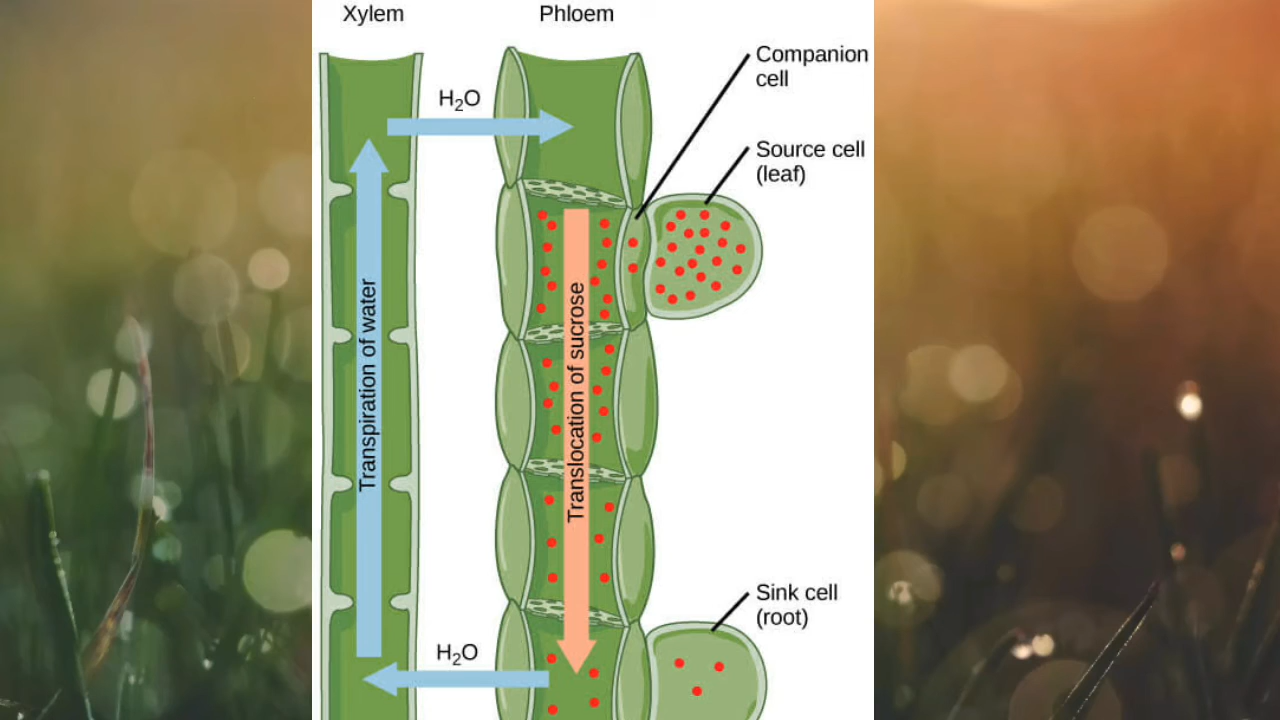 Xylem
Phloem
Companion
cell
H₂O
Source cell
(leaf)
Transpiration of water
Translocation of sucrose
Sink cell
(root)
H₂O